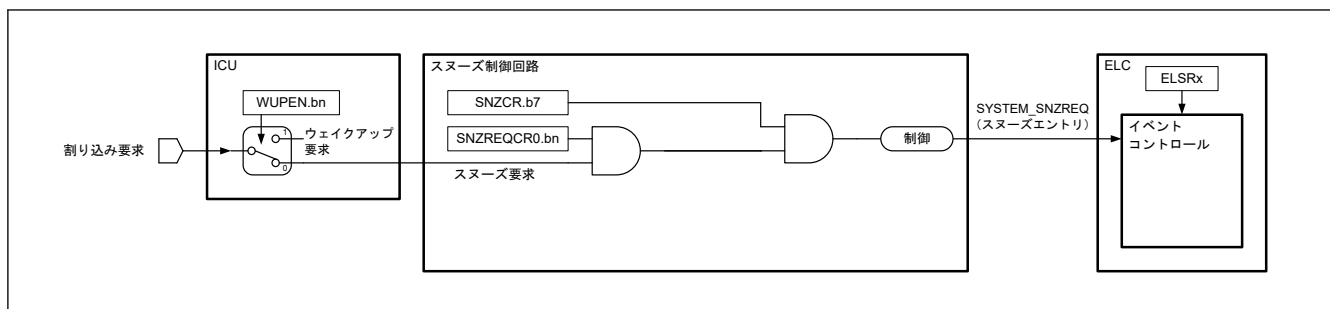 ICU
WUPEN.bn
1
ウェイクアップ
要求
0
割り込み要求
スヌーズ制御回路
SNZCR.b7
SNZREQCR0.bn
スヌーズ要求
制御
SYSTEM_SNZREQ
(スヌーズエントリ)
ELC
ELSRx
イベント
コントロール